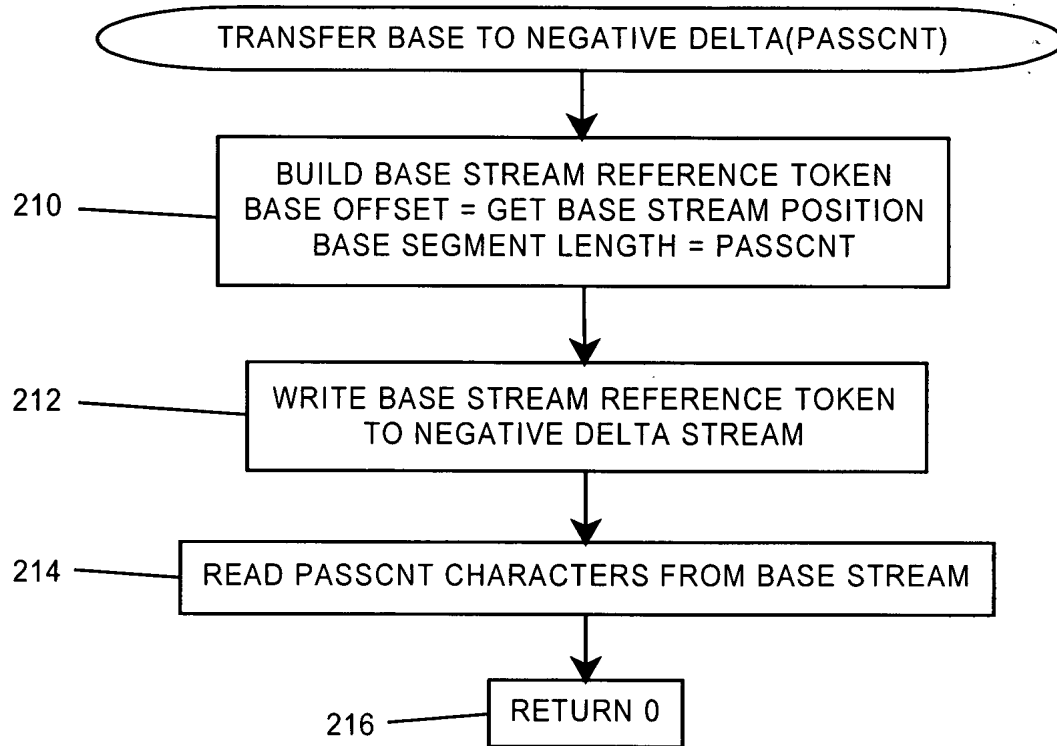 TRANSFER BASE TO NEGATIVE DELTA(PASSCNT)
210
BUILD BASE STREAM REFERENCE TOKEN
BASE OFFSET = GET BASE STREAM POSITION
BASE SEGMENT LENGTH = PASSCNT
212
WRITE BASE STREAM REFERENCE TOKEN
TO NEGATIVE DELTA STREAM
214
READ PASSCNT CHARACTERS FROM BASE STREAM
216
RETURN 0